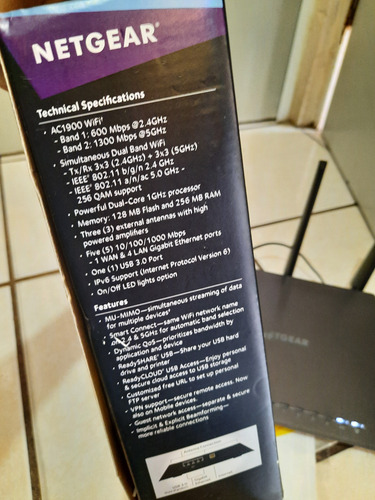 NETGEAR®
Technical Specifications
• AC1900 WiFi†
- Band 1: 600 Mbps @2.4GHz
- Band 2: 1300 Mbps @5GHz
• Simultaneous Dual Band WiFi
- Tx/Rx 3x3 (2.4GHz) + 3x3 (5GHz)
- IEEE® 802.11 b/g/n 2.4 GHz
- IEEE® 802.11 a/n/ac 5.0 GHz -
256 QAM support
• Powerful Dual-Core 1GHz processor
• Memory: 128 MB Flash and 256 MB RAM
• Three (3) external antennas with high
powered amplifiers
• Five (5) 10/100/1000 Mbps
- 1 WAN & 4 LAN Gigabit Ethernet ports
• One (1) USB 3.0 Port
• IPv6 Support (Internet Protocol Version 6)
• On/Off LED lights option
Features
• MU-MIMO—simultaneous streaming of data
for multiple devices
• Smart Connect—same WiFi network name
on 2.4 & 5GHz for automatic band selection
• Dynamic QoS—prioritizes bandwidth by
application and device
• ReadySHARE® USB—Share your USB hard
drive and printer
• ReadyCLOUD® USB Access—Enjoy personal
& secure cloud access to USB storage
• Customized free URL to set up personal
FTP server
• VPN support—secure remote access. Now
also on Mobile devices
• Guest network access—separate & secure
• Implicit & Explicit Beamforming—
more reliable connections
NETGEAR